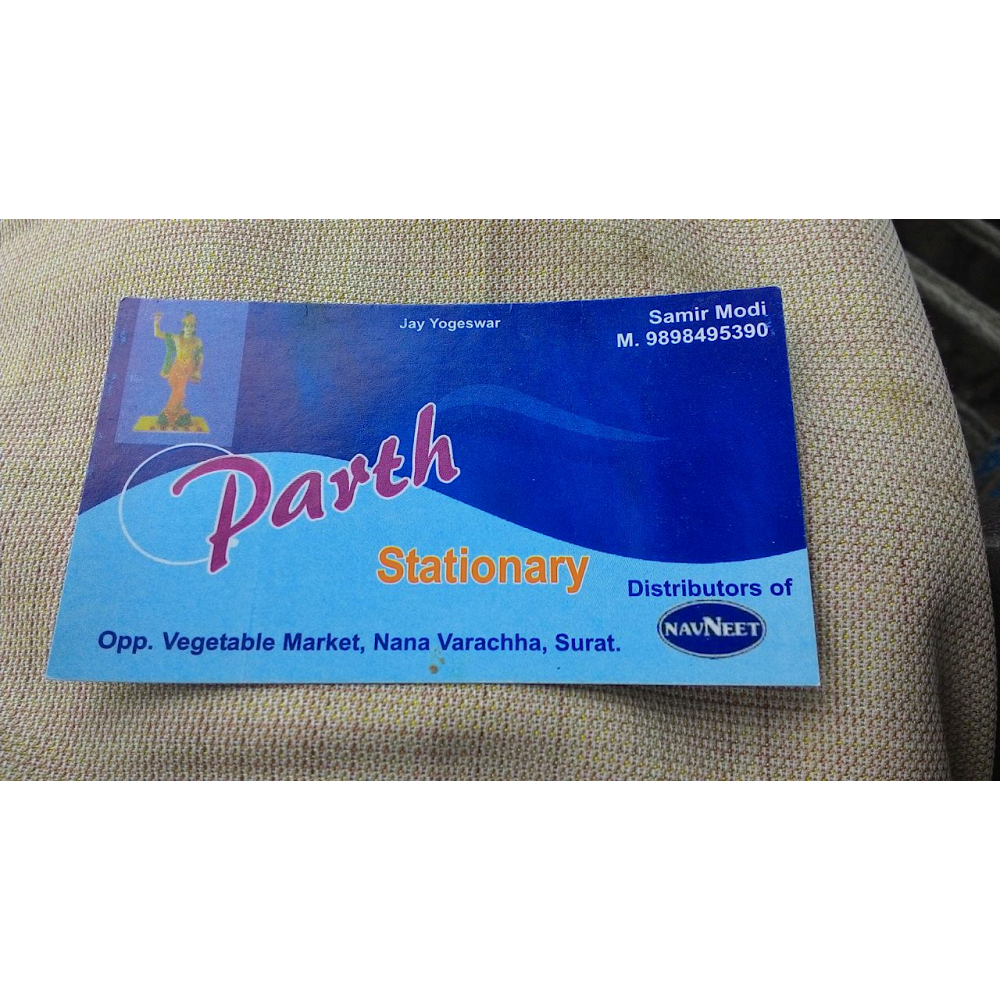 Jay Yogeswar
Samir Modi
M. 9898495390
Parth
Stationary
Distributors of
NAVNEET
Opp. Vegetable Market, Nana Varachha, Surat.